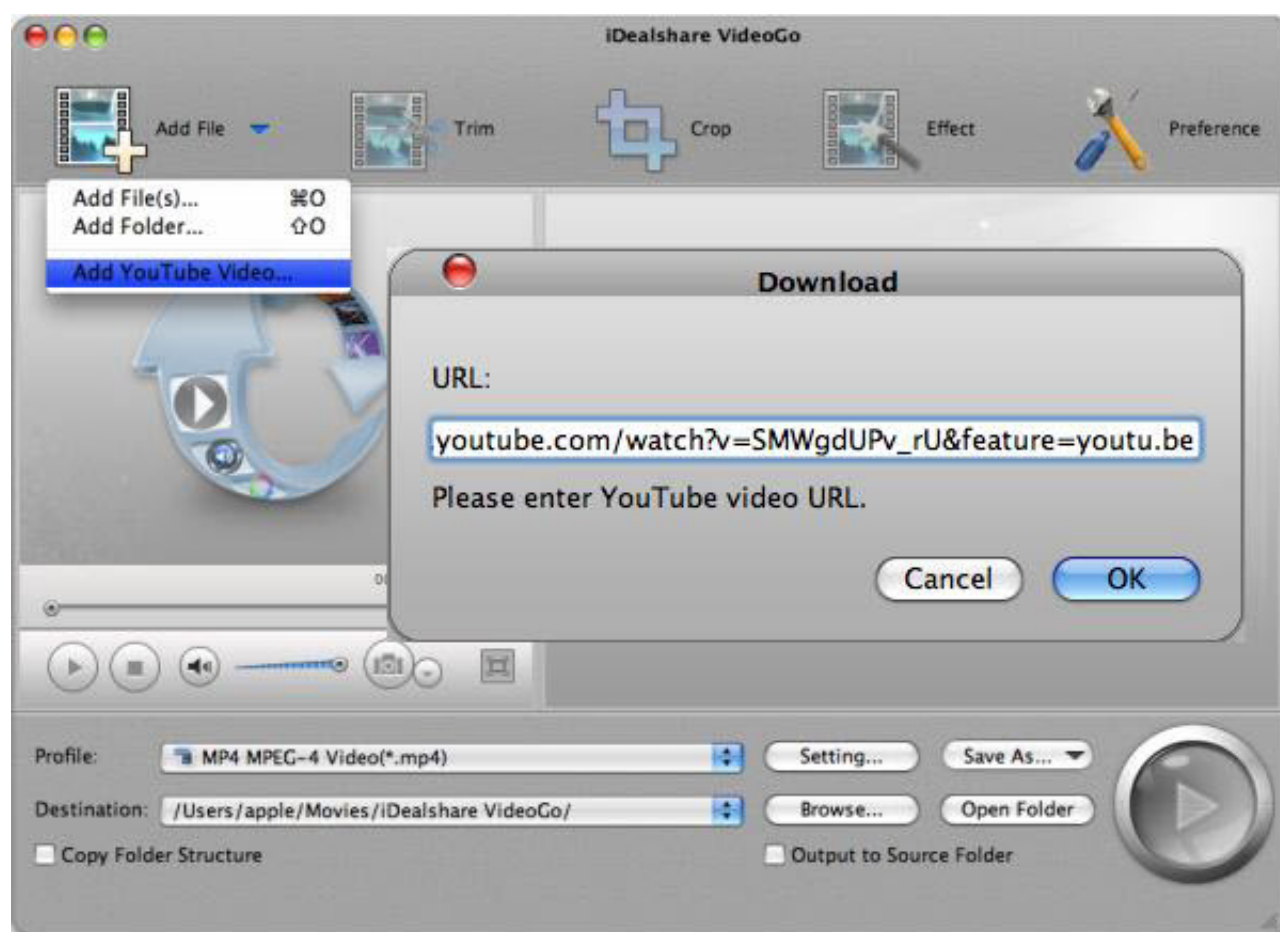 iDealshare VideoGo
Add File
Trim
Crop
Effect
Preference
Add File(s)... ⌘O
Add Folder... ⇧O
Add YouTube Video...
Download
URL:
youtube.com/watch?v=SMWgdUPv_rU&feature=youtu.be
Please enter YouTube video URL.
Cancel
OK
Profile:
MP4 MPEG-4 Video(*.mp4)
Setting...
Save As...
Destination:
/Users/apple/Movies/iDealshare VideoGo/
Browse...
Open Folder
Copy Folder Structure
Output to Source Folder